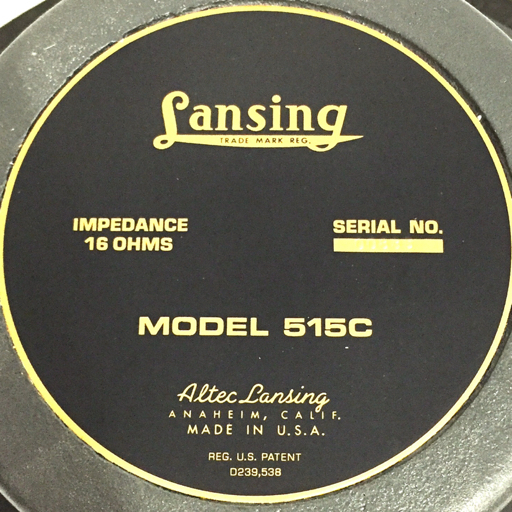 Lansing
TRADE MARK REG.
IMPEDANCE
16 OHMS
SERIAL NO.
MODEL 515C
Altec Lansing
ANAHEIM, CALIF.
MADE IN U.S.A.
REG. U.S. PATENT
D239,538